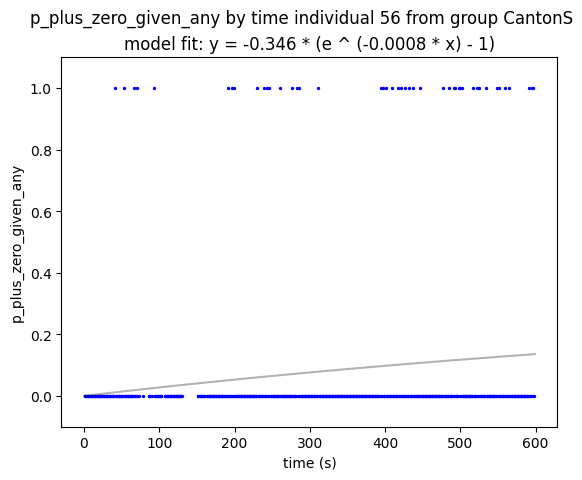 p_plus_zero_given_any by time individual 56 from group CantonS
model fit: y = -0.346 * (e ^ (-0.0008 * x) - 1)
1.0
0.8
0.6
0.4
0.2
0.0
p_plus_zero_given_any
0 100 200 300 400 500 600
time (s)